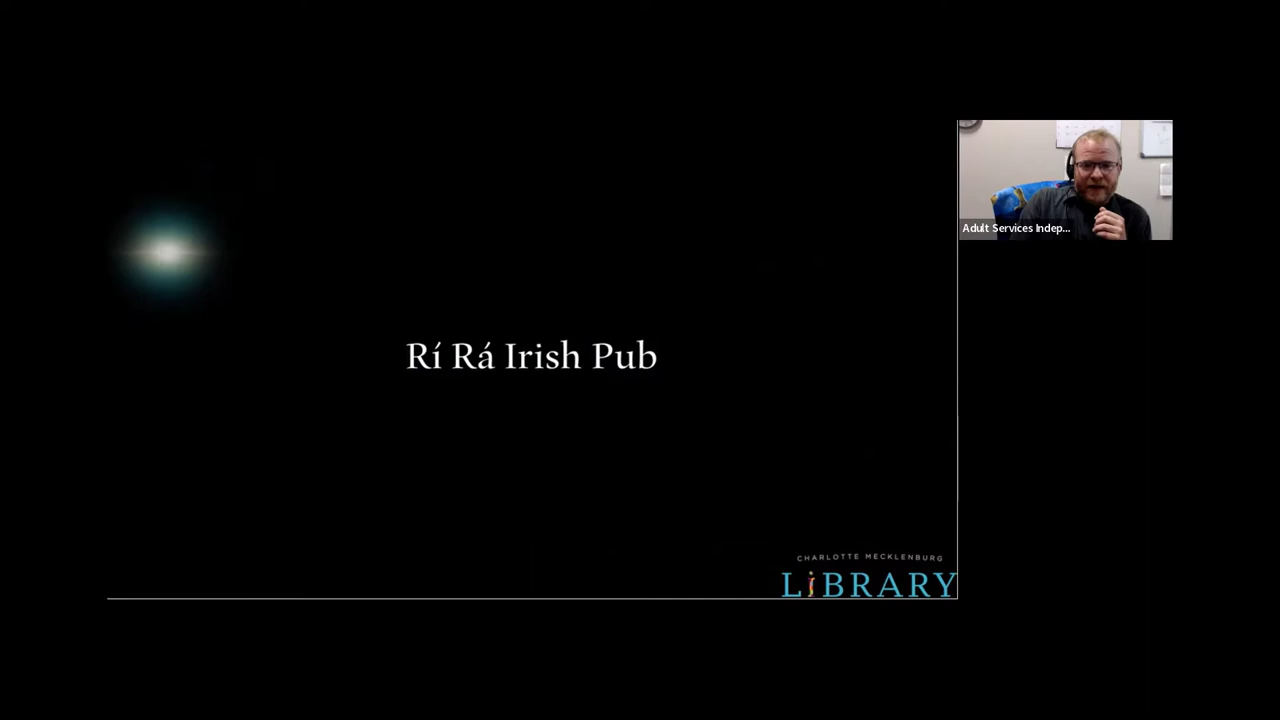 Rí Rá Irish Pub
Adult Services Indep...
CHARLOTTE MECKLENBURG
LiBRARY